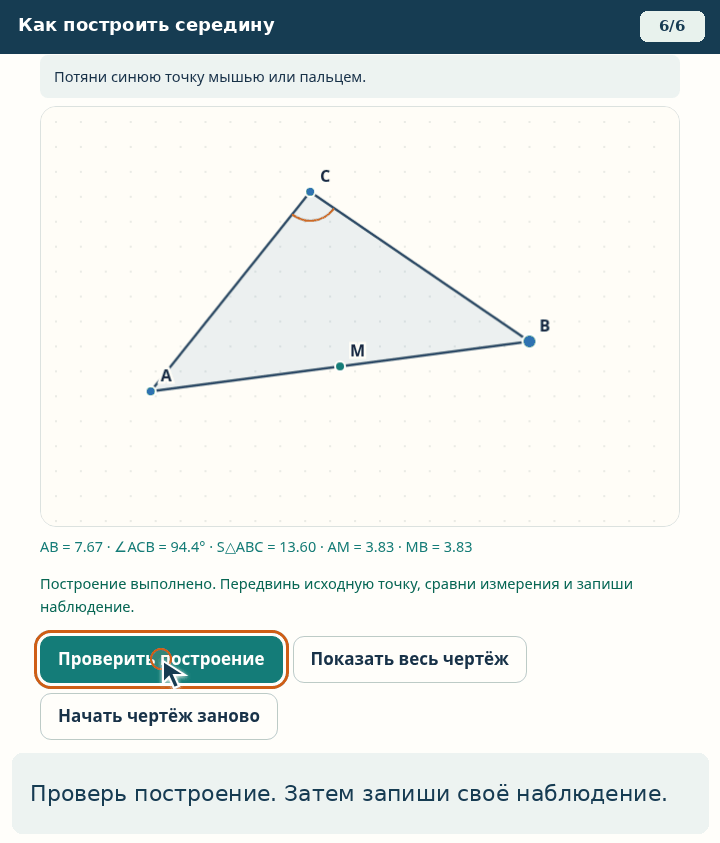 Как построить середину
6/6
Потяни синюю точку мышью или пальцем.
C
B
M
A
AB = 7.67 · ∠ACB = 94.4° · S△ABC = 13.60 · AM = 3.83 · MB = 3.83
Построение выполнено. Передвинь исходную точку, сравни измерения и запиши
наблюдение.
Проверить построение
Показать весь чертёж
Начать чертёж заново
Проверь построение. Затем запиши своё наблюдение.